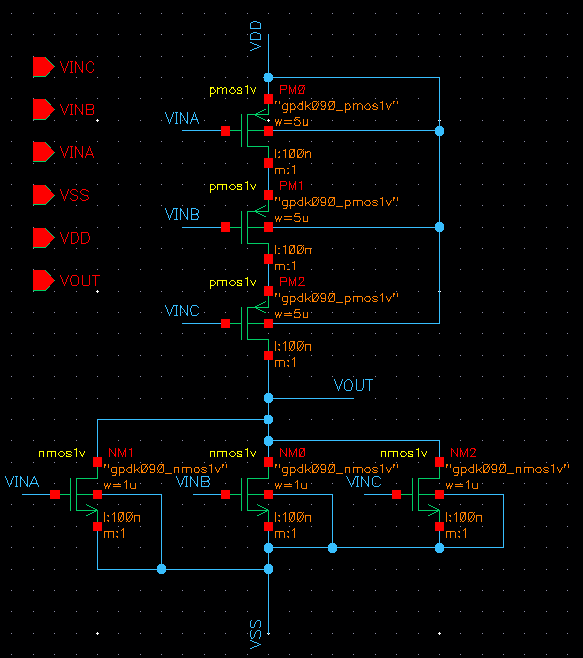 VDD
VINC
VINB
VINA
VSS
VDD
VOUT
pmos1v
PM0
"gpdk090_pmos1v"
VINA
w=5u
l:100n
m:1
pmos1v
PM1
"gpdk090_pmos1v"
VINB
w=5u
l:100n
m:1
pmos1v
PM2
"gpdk090_pmos1v"
VINC
w=5u
l:100n
m:1
VOUT
nmos1v
NM1
"gpdk090_nmos1v"
VINA
w=1u
l:100n
m:1
nmos1v
NM0
"gpdk090_nmos1v"
VINB
w=1u
l:100n
m:1
nmos1v
NM2
"gpdk090_nmos1v"
VINC
w=1u
l:100n
m:1
VSS